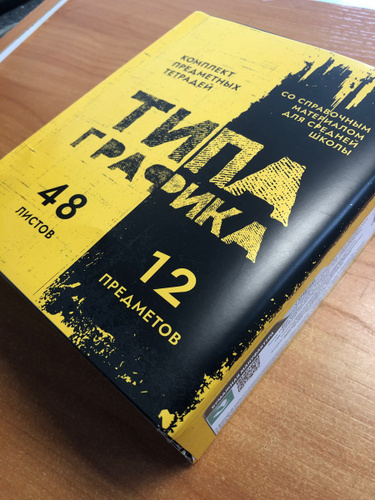 КОМПЛЕКТ
ПРЕДМЕТНЫХ
ТЕТРАДЕЙ
СО СПРАВОЧНЫМ
МАТЕРИАЛОМ
ДЛЯ СРЕДНЕЙ
ШКОЛЫ
ТИПА
ГРАФИКА
48
ЛИСТОВ
12
ПРЕДМЕТОВ